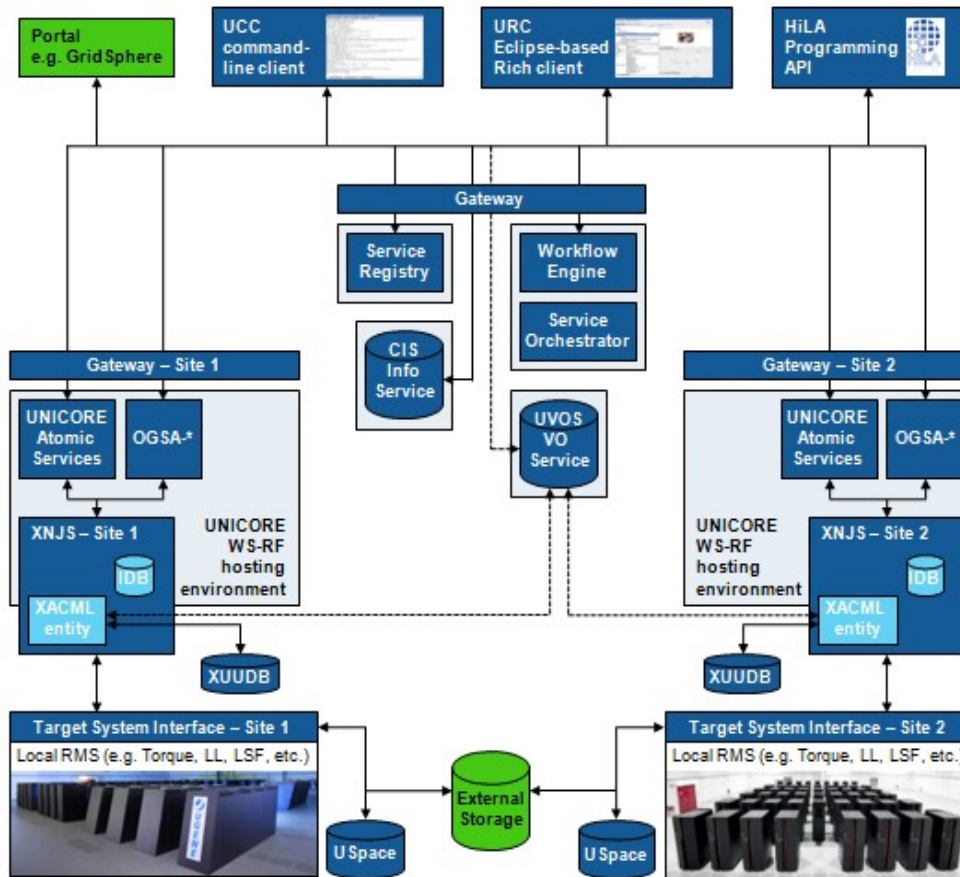 Portal
e.g. GridSphere
UCC
command-
line client
URC
Eclipse-based
Rich client
HiLA
Programming
API
HILA
Gateway
Service
Registry
Workflow
Engine
Service
Orchestrator
CIS
Info
Service
UVOS
VO
Service
Gateway – Site 1
UNICORE
Atomic
Services
OGSA-*
XNJS – Site 1
IDB
XACML
entity
UNICORE
WS-RF
hosting
environment
XUUDB
Gateway – Site 2
UNICORE
Atomic
Services
OGSA-*
UNICORE
WS-RF
hosting
environment
XNJS – Site 2
IDB
XACML
entity
XUUDB
Target System Interface – Site 1
Local RMS (e.g. Torque, LL, LSF, etc.)
JUGENE
USpace
External
Storage
Target System Interface – Site 2
Local RMS (e.g. Torque, LL, LSF, etc.)
USpace